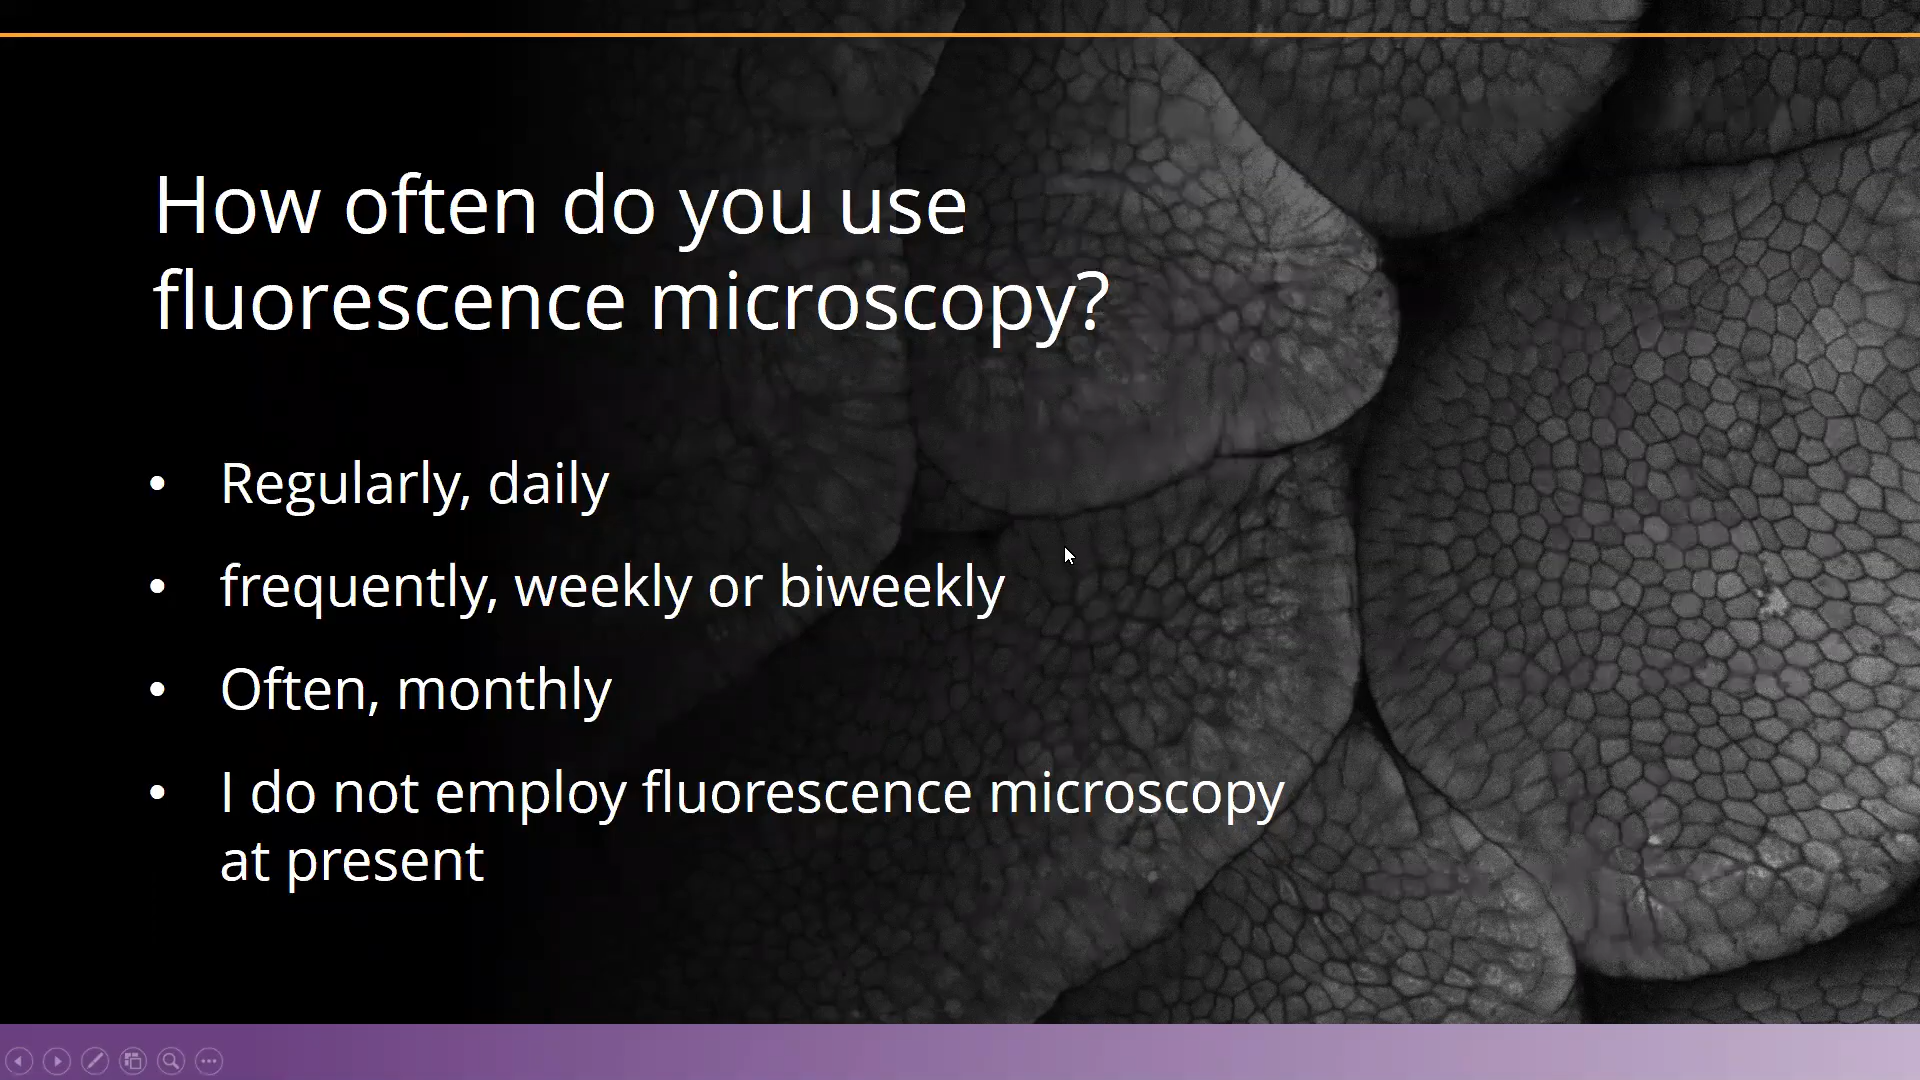 How often do you use
fluorescence microscopy?
• Regularly, daily
• frequently, weekly or biweekly
• Often, monthly
• I do not employ fluorescence microscopy
at present